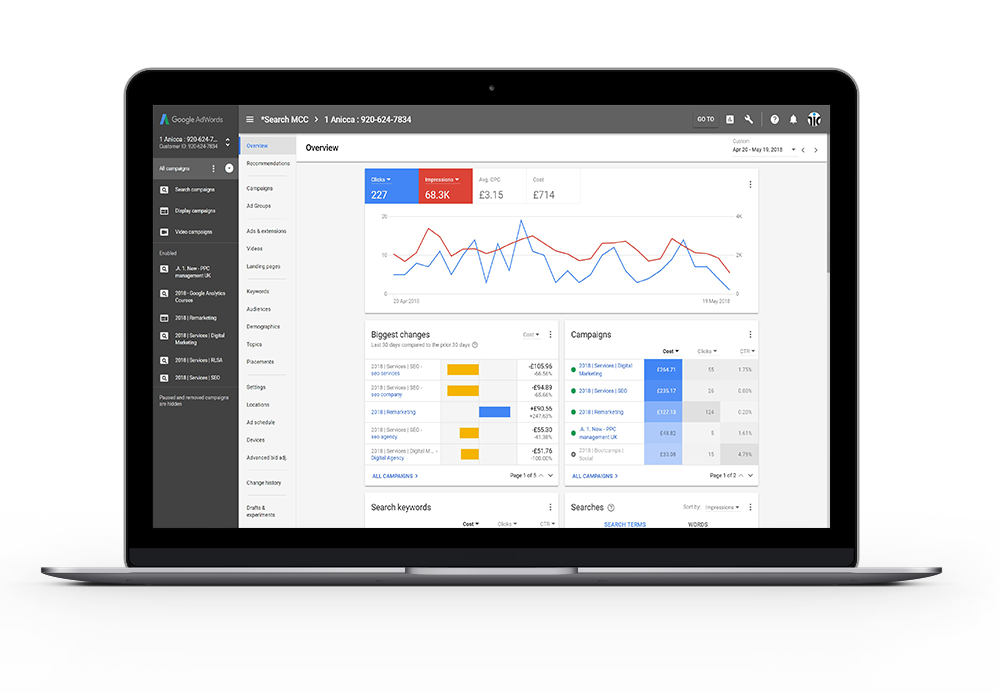 Google AdWords
*Search MCC > 1 Anicca : 920-624-7834
GO TO
1 Anicca : 920-624-7...
Customer ID: 920-624-7834
All campaigns
Search campaigns
Display campaigns
Video campaigns
Enabled
.A. 1. New - PPC
management UK
2018 - Google Analytics
Courses
2018 | Remarketing
2018 | Services | Digital
Marketing
2018 | Services | RLSA
2018 | Services | SEO
Paused and removed campaigns
are hidden
Overview
Recommendations
Campaigns
Ad Groups
Ads & extensions
Videos
Landing pages
Keywords
Audiences
Demographics
Topics
Placements
Settings
Locations
Ad schedule
Devices
Advanced bid adj.
Change history
Drafts &
experiments
Overview
Custom
Apr 20 - May 19, 2018
Clicks
227
Impressions
68.3K
Avg. CPC
£3.15
Cost
£714
20
10
0
4K
2K
0
20 Apr 2018
19 May 2018
Biggest changes
Cost
Last 30 days compared to the prior 30 days
2018 | Services | SEO -
seo services
-£105.96
-66.56%
2018 | Services | SEO -
seo company
-£94.89
-65.66%
2018 | Remarketing
+£90.56
+247.63%
2018 | Services | SEO -
seo agency
-£55.30
-41.38%
2018 | Services | Digital M... -
Digital Agency
-£51.76
-100.00%
ALL CAMPAIGNS >
Page 1 of 5
Campaigns
Cost
Clicks
CTR
2018 | Services | Digital
Marketing
£264.71
55
1.75%
2018 | Services | SEO
£235.17
26
0.80%
2018 | Remarketing
£127.13
124
0.20%
.A. 1. New - PPC
management UK
£48.82
5
1.61%
2018 | Bootcamps |
Social
£33.08
15
4.79%
ALL CAMPAIGNS >
Page 1 of 2
Search keywords
Cost
Clicks
CTR
Searches
Sort by: Impressions
SEARCH TERMS
WORDS